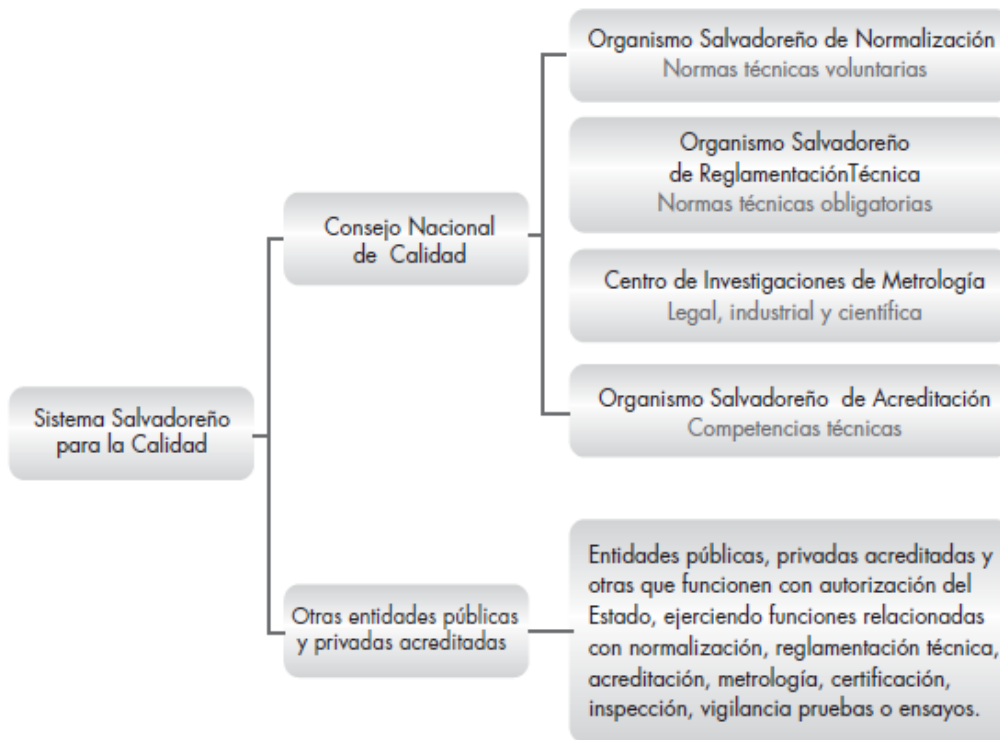 Sistema Salvadoreño
para la Calidad
Consejo Nacional
de Calidad
Organismo Salvadoreño de Normalización
Normas técnicas voluntarias
Organismo Salvadoreño
de ReglamentaciónTécnica
Normas técnicas obligatorias
Centro de Investigaciones de Metrología
Legal, industrial y científica
Organismo Salvadoreño de Acreditación
Competencias técnicas
Otras entidades públicas
y privadas acreditadas
Entidades públicas, privadas acreditadas y
otras que funcionen con autorización del
Estado, ejerciendo funciones relacionadas
con normalización, reglamentación técnica,
acreditación, metrología, certificación,
inspección, vigilancia pruebas o ensayos.